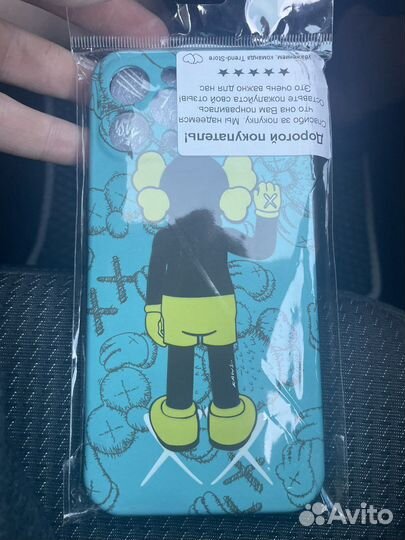 Дорогой покупатель!
Спасибо за покупку. Мы надеемся
что она Вам понравилась.
Оставьте пожалуйста свой отзыв!
Это очень важно для
нас
Уважением, команда Trend-Store
KAWS..
Avito